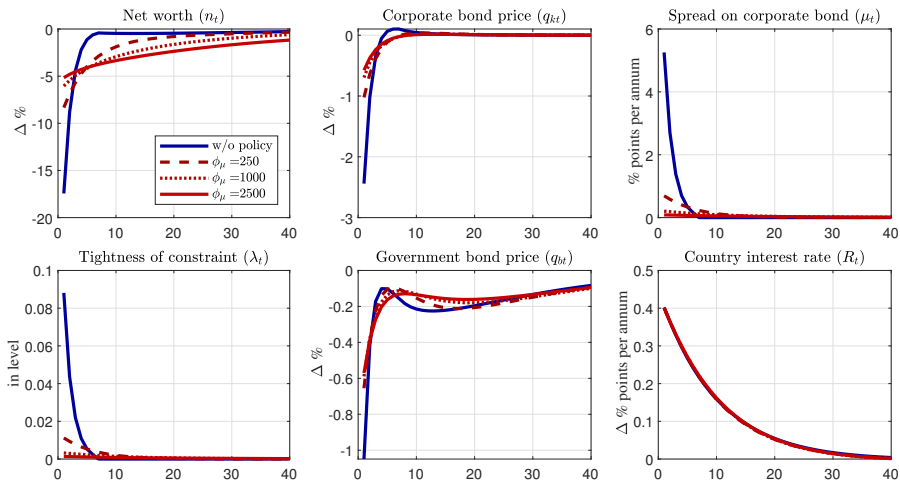 Net worth (nₜ)
Δ %
0
-5
-10
-15
-20
0 10 20 30 40
w/o policy
ϕ_μ =250
ϕ_μ =1000
ϕ_μ =2500
Corporate bond price (q_kt)
Δ %
0
-1
-2
-3
0 10 20 30 40
Spread on corporate bond (μₜ)
% points per annum
6
4
2
0
0 10 20 30 40
Tightness of constraint (λₜ)
in level
0.1
0.08
0.06
0.04
0.02
0
0 10 20 30 40
Government bond price (q_bt)
Δ %
0
-0.2
-0.4
-0.6
-0.8
-1
0 10 20 30 40
Country interest rate (Rₜ)
Δ % points per annum
0.5
0.4
0.3
0.2
0.1
0
0 10 20 30 40